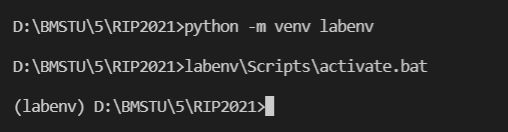 D:\BMSTU\5\RIP2021>python -m venv labenv
D:\BMSTU\5\RIP2021>labenv\Scripts\activate.bat
(labenv) D:\BMSTU\5\RIP2021>